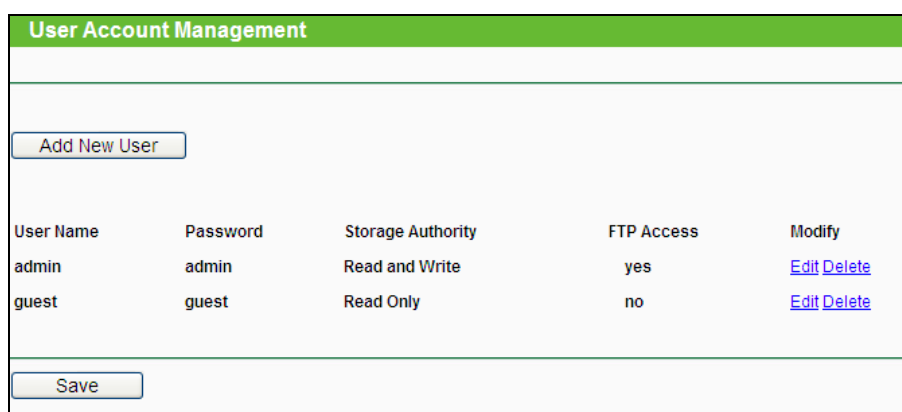 User Account Management
Add New User
User Name Password Storage Authority FTP Access Modify
admin admin Read and Write yes Edit Delete
guest guest Read Only no Edit Delete
Save